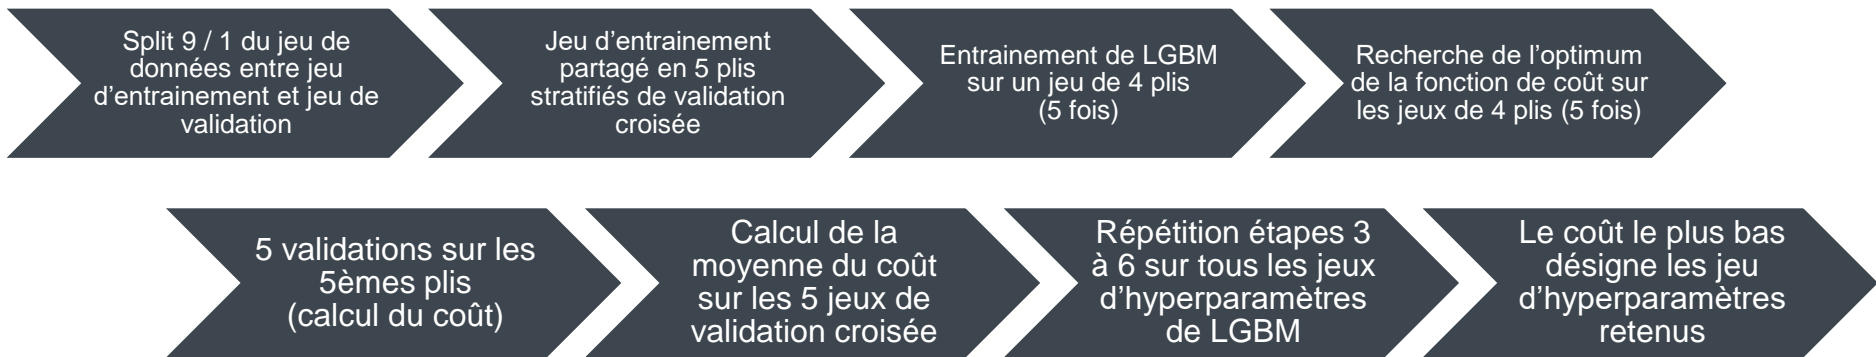 Split 9 / 1 du jeu de
données entre jeu
d’entrainement et jeu de
validation
Jeu d’entrainement
partagé en 5 plis
stratifiés de validation
croisée
Entrainement de LGBM
sur un jeu de 4 plis
(5 fois)
Recherche de l’optimum
de la fonction de coût sur
les jeux de 4 plis (5 fois)
5 validations sur les
5èmes plis
(calcul du coût)
Calcul de la
moyenne du coût
sur les 5 jeux de
validation croisée
Répétition étapes 3
à 6 sur tous les jeux
d’hyperparamètres
de LGBM
Le coût le plus bas
désigne les jeu
d’hyperparamètres
retenus